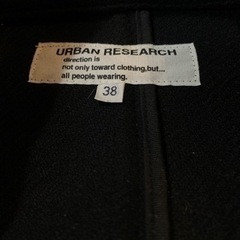 URBAN RESEARCH
direction is
not only toward clothing,but...
all people wearing.
38